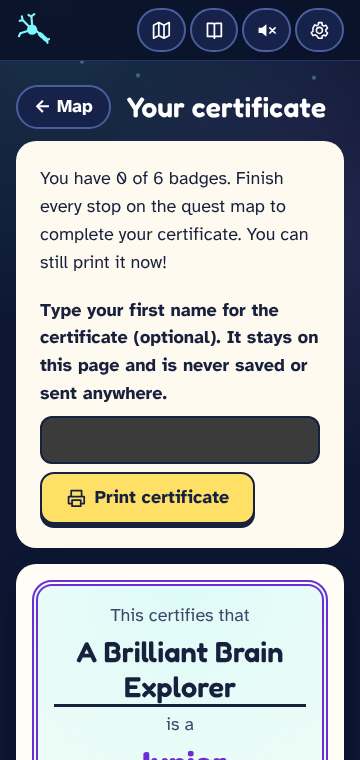 Map
Your certificate
You have 0 of 6 badges. Finish
every stop on the quest map to
complete your certificate. You can
still print it now!
Type your first name for the
certificate (optional). It stays on
this page and is never saved or
sent anywhere.
Print certificate
This certifies that
A Brilliant Brain
Explorer
is a
Junior